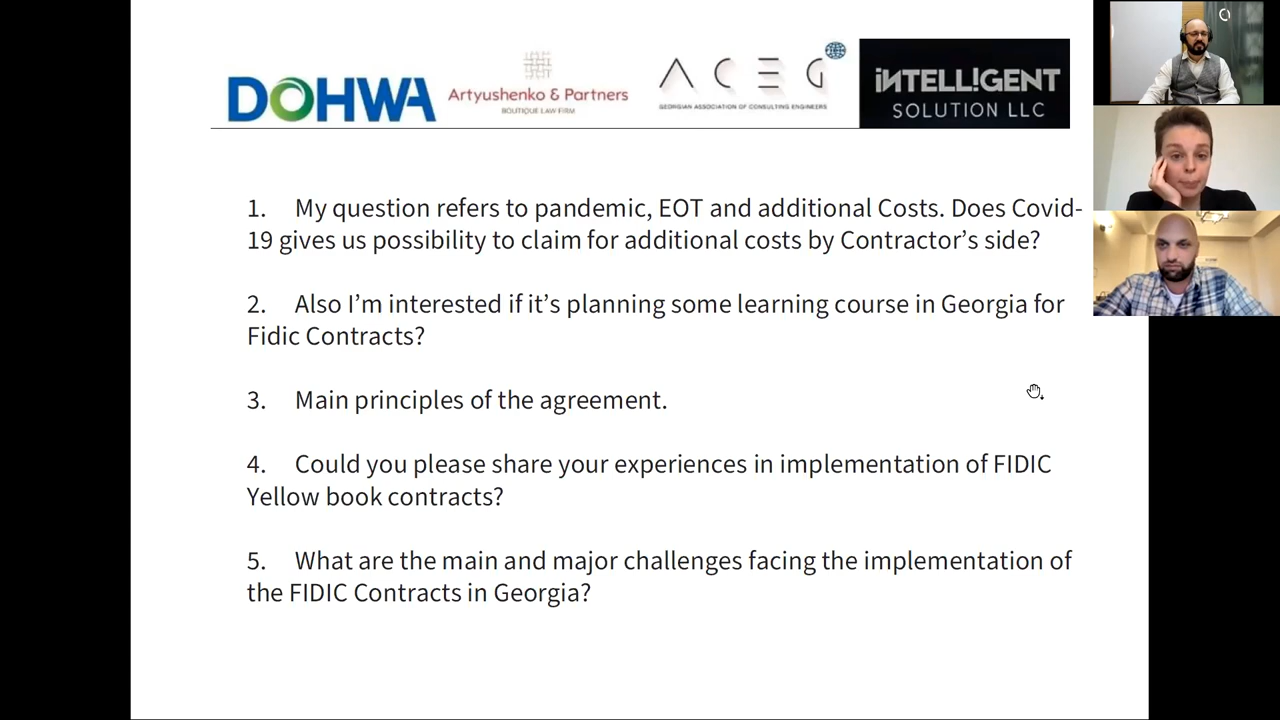 DOHWA
Artyushenko & Partners
BOUTIQUE LAW FIRM
A C E G
GEORGIAN ASSOCIATION OF CONSULTING ENGINEERS
iNTELL!GENT
SOLUTION LLC
1. My question refers to pandemic, EOT and additional Costs. Does Covid-
19 gives us possibility to claim for additional costs by Contractor’s side?
2. Also I’m interested if it’s planning some learning course in Georgia for
Fidic Contracts?
3. Main principles of the agreement.
4. Could you please share your experiences in implementation of FIDIC
Yellow book contracts?
5. What are the main and major challenges facing the implementation of
the FIDIC Contracts in Georgia?